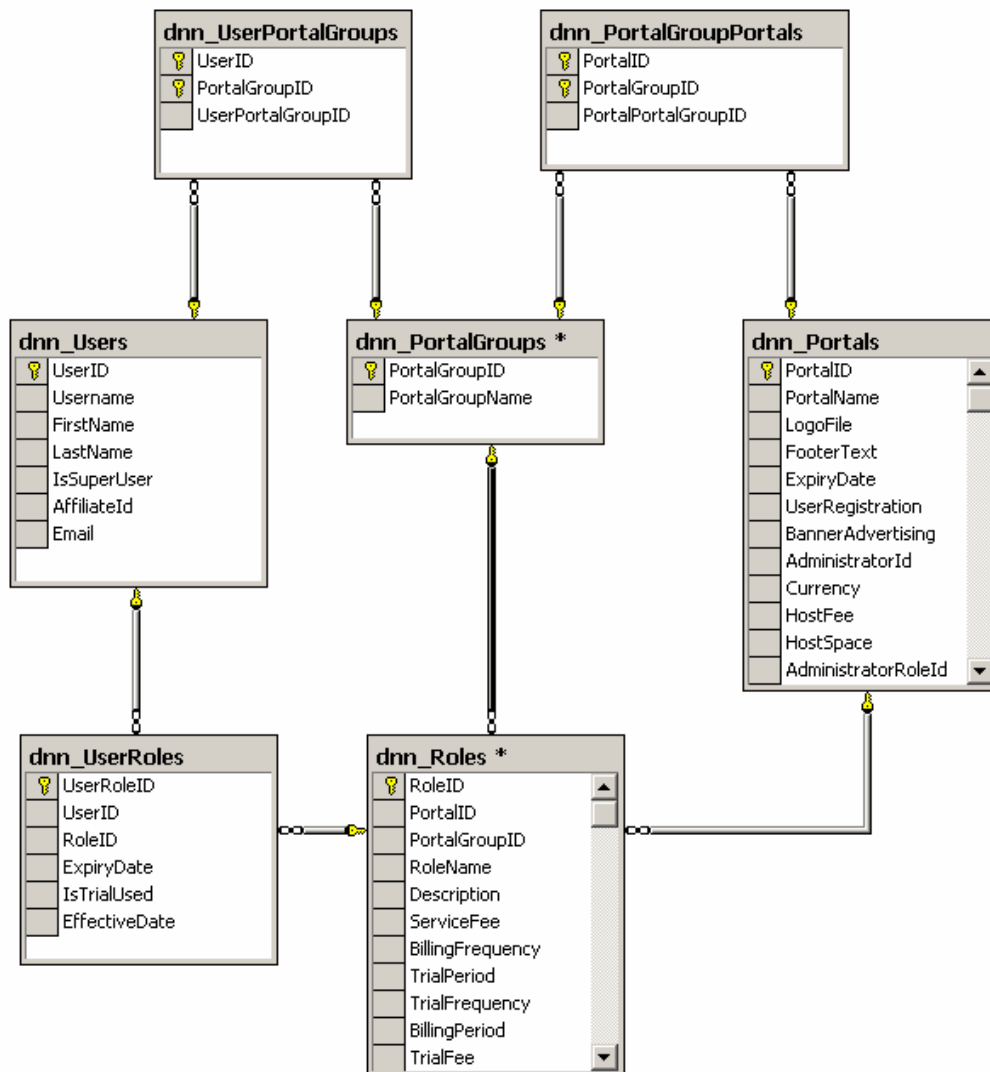 dnn_UserPortalGroups
UserID
PortalGroupID
UserPortalGroupID
dnn_PortalGroupPortals
PortalID
PortalGroupID
PortalPortalGroupID
dnn_Users
UserID
Username
FirstName
LastName
IsSuperUser
AffiliateId
Email
dnn_PortalGroups *
PortalGroupID
PortalGroupName
dnn_Portals
PortalID
PortalName
LogoFile
FooterText
ExpiryDate
UserRegistration
BannerAdvertising
AdministratorId
Currency
HostFee
HostSpace
AdministratorRoleId
dnn_UserRoles
UserRoleID
UserID
RoleID
ExpiryDate
IsTrialUsed
EffectiveDate
dnn_Roles *
RoleID
PortalID
PortalGroupID
RoleName
Description
ServiceFee
BillingFrequency
TrialPeriod
TrialFrequency
BillingPeriod
TrialFee